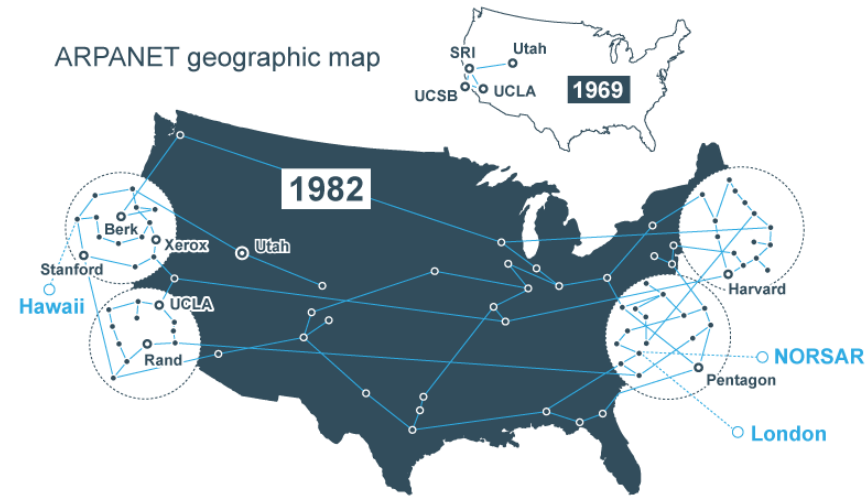 ARPANET geographic map
SRI
Utah
UCSB
UCLA
1969
1982
Berk
Xerox
Utah
Stanford
Hawaii
UCLA
Rand
Harvard
NORSAR
Pentagon
London